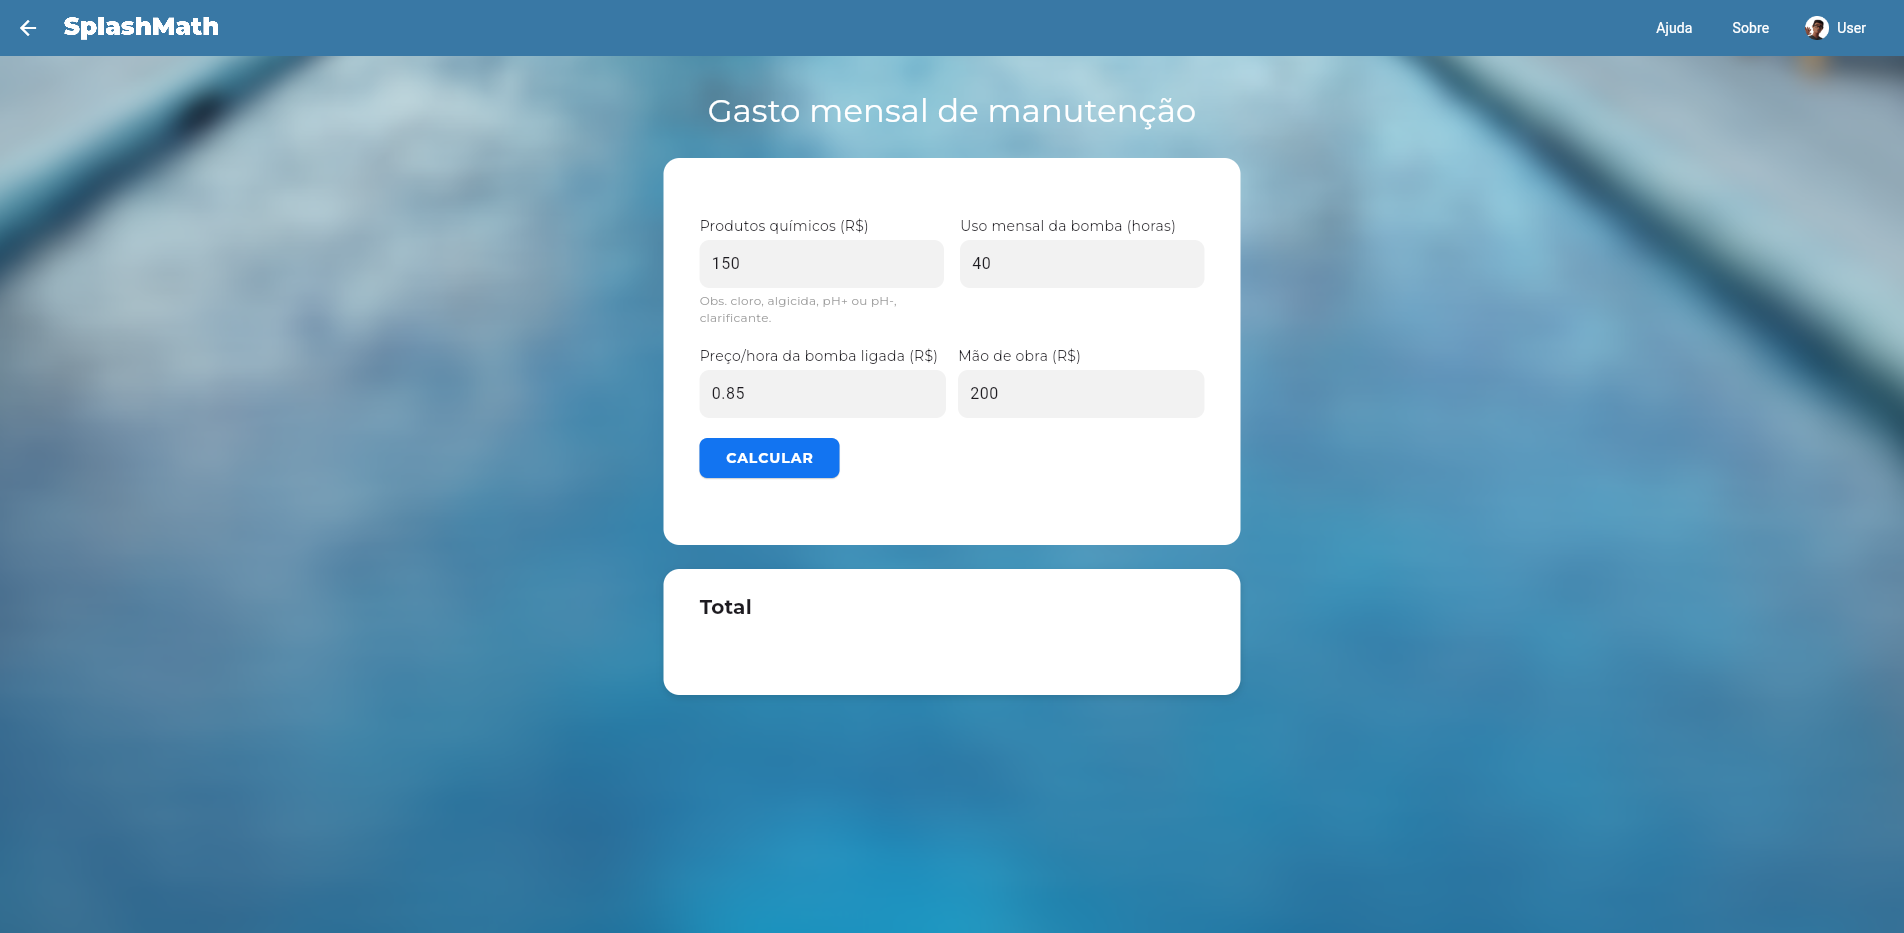 SplashMath
Ajuda
Sobre
User
Gasto mensal de manutenção
Produtos químicos (R$)
Uso mensal da bomba (horas)
150
40
Obs. cloro, algicida, pH+ ou pH-,
clarificante.
Preço/hora da bomba ligada (R$)
Mão de obra (R$)
0.85
200
CALCULAR
Total